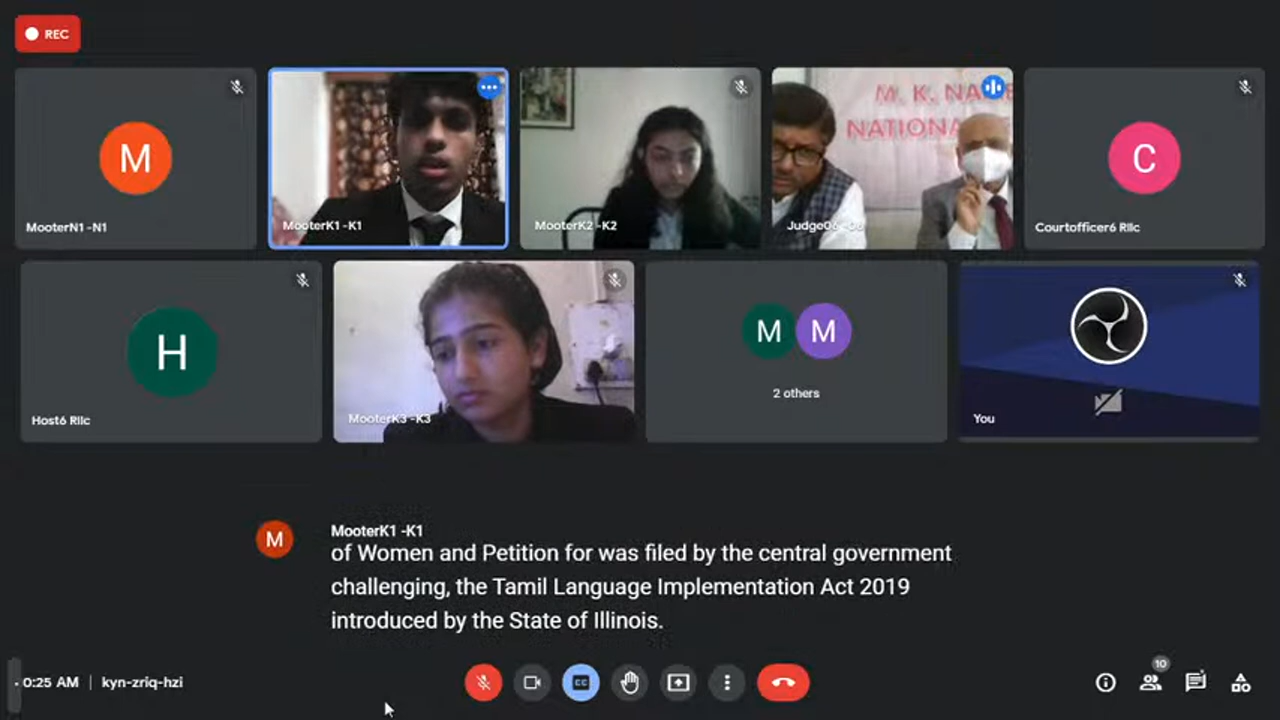 REC
M
M. K. NA
NATIONA
C
MooterN1 -N1
MooterK1 -K1
MooterK2 -K2
Courtofficer6 Rllc
H
M M
2 others
Host6 Rllc
MooterK3 -K3
You
M
MooterK1 -K1
of Women and Petition for was filed by the central government
challenging, the Tamil Language Implementation Act 2019
introduced by the State of Illinois.
0:25 AM | kyn-zriq-hzi
CC
10